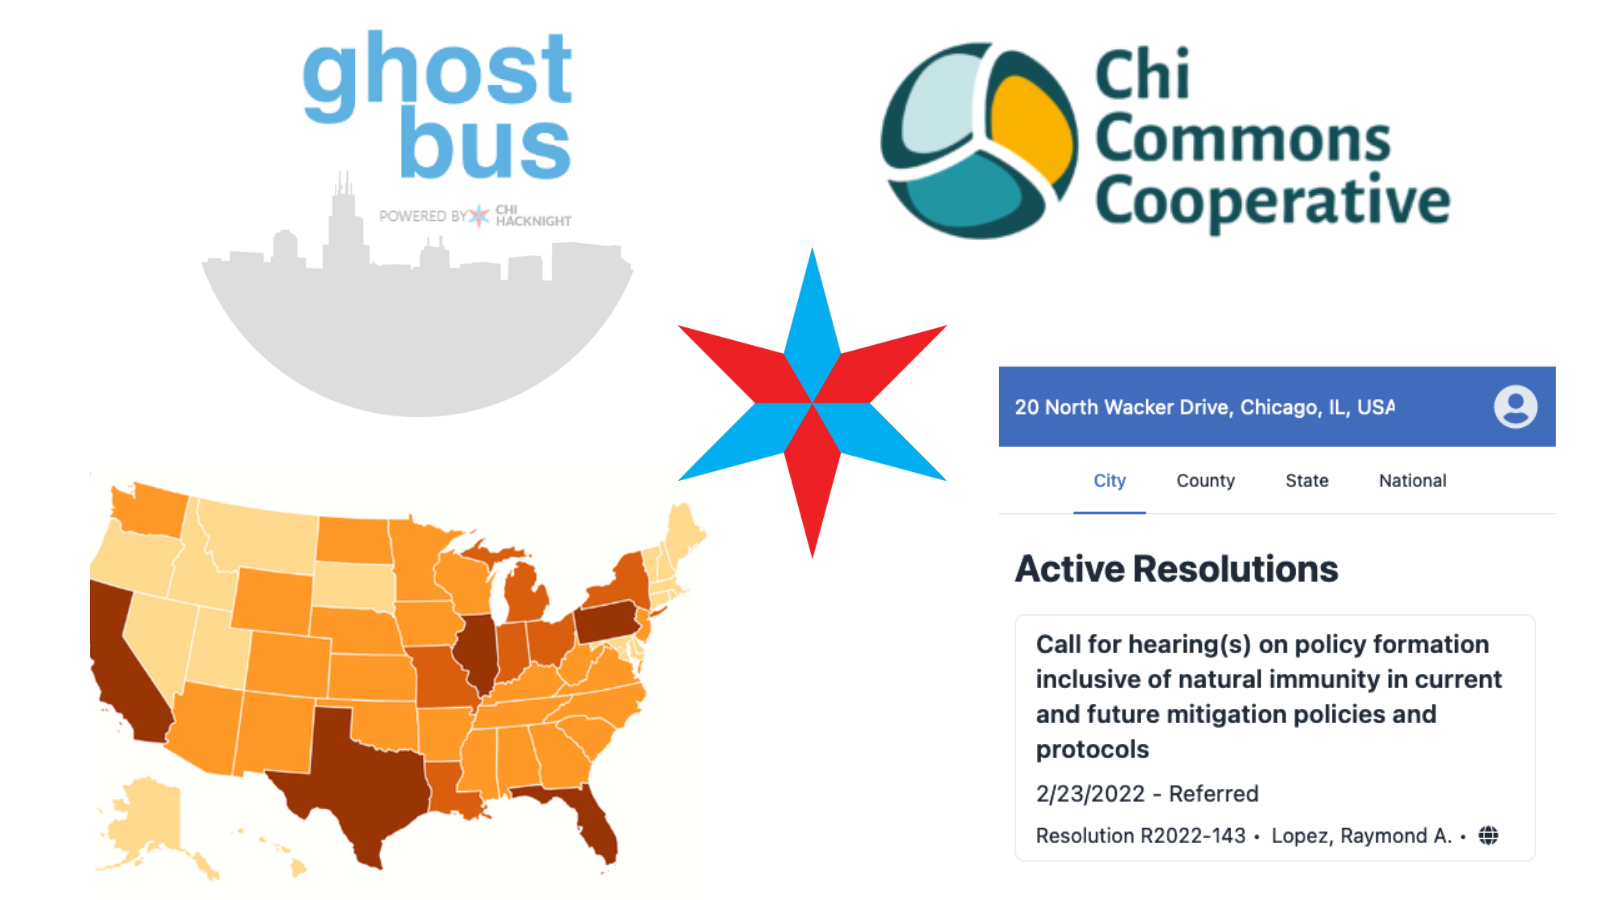 ghost
bus
POWERED BY
CHI
HACKNIGHT
Chi
Commons
Cooperative
20 North Wacker Drive, Chicago, IL, USA
City County State National
Active Resolutions
Call for hearing(s) on policy formation
inclusive of natural immunity in current
and future mitigation policies and
protocols
2/23/2022 - Referred
Resolution R2022-143 • Lopez, Raymond A. •